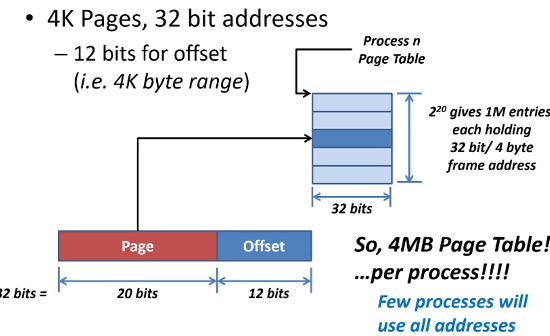 • 4K Pages, 32 bit addresses
– 12 bits for offset
(i.e. 4K byte range)
Process n
Page Table
2²⁰ gives 1M entries
each holding
32 bit/ 4 byte
frame address
32 bits
Page
Offset
32 bits =
20 bits
12 bits
So, 4MB Page Table!
...per process!!!!
Few processes will
use all addresses